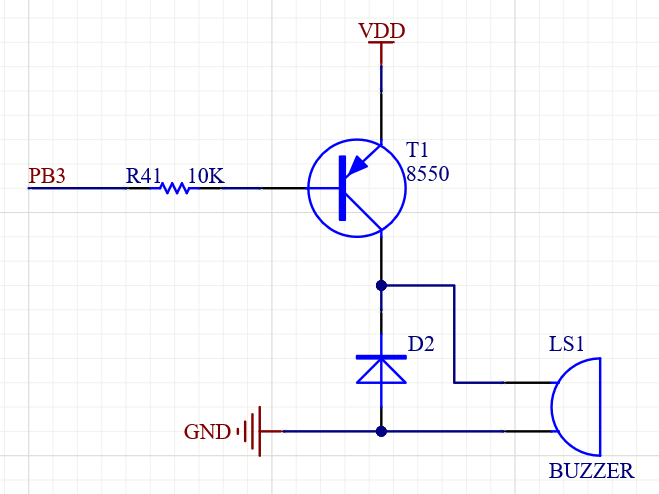 VDD
T1
8550
PB3
R41 10K
D2
LS1
GND
BUZZER